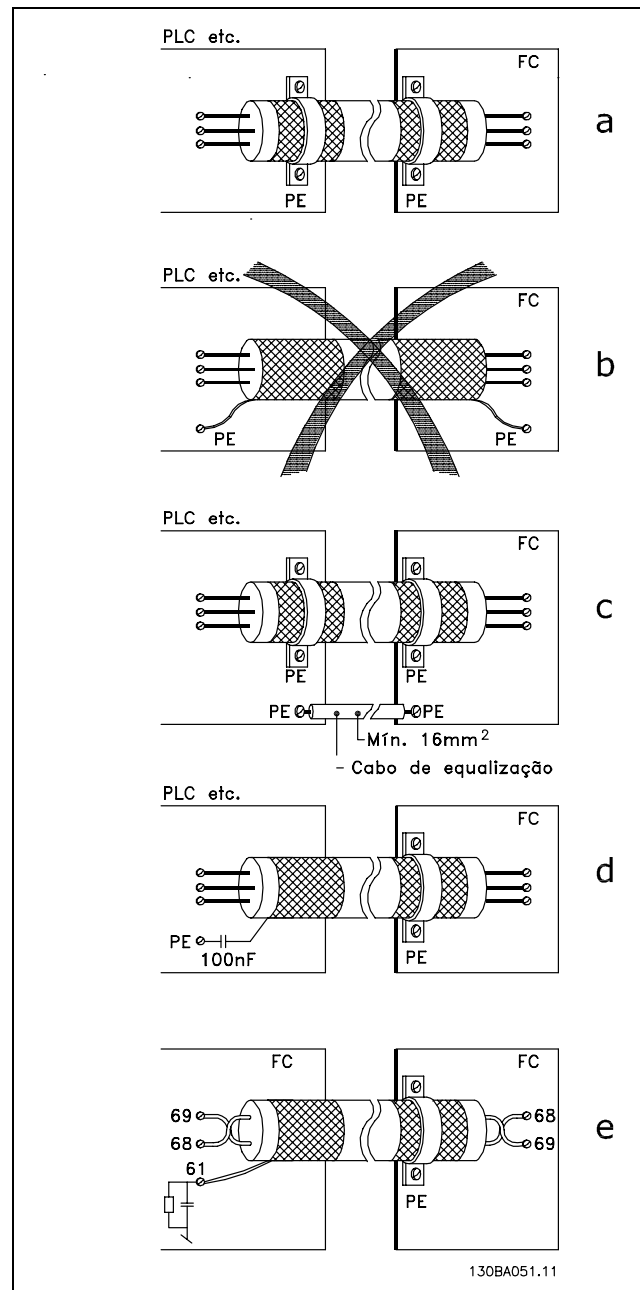 PLC etc.
FC
a
PE
PE
PLC etc.
FC
b
PE
PE
PLC etc.
FC
c
PE
PE
PE
PE
Mín. 16mm²
- Cabo de equalização
PLC etc.
FC
d
PE
100nF
PE
FC
FC
69
68
68
69
e
61
PE
130BA051.11